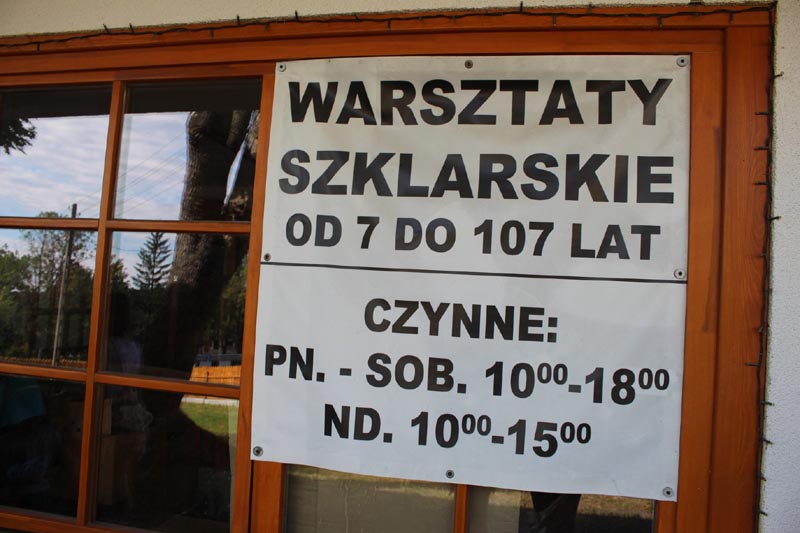 WARSZTATY
SZKLARSKIE
OD 7 DO 107 LAT
CZYNNE:
PN. - SOB. 10⁰⁰-18⁰⁰
ND. 10⁰⁰-15⁰⁰